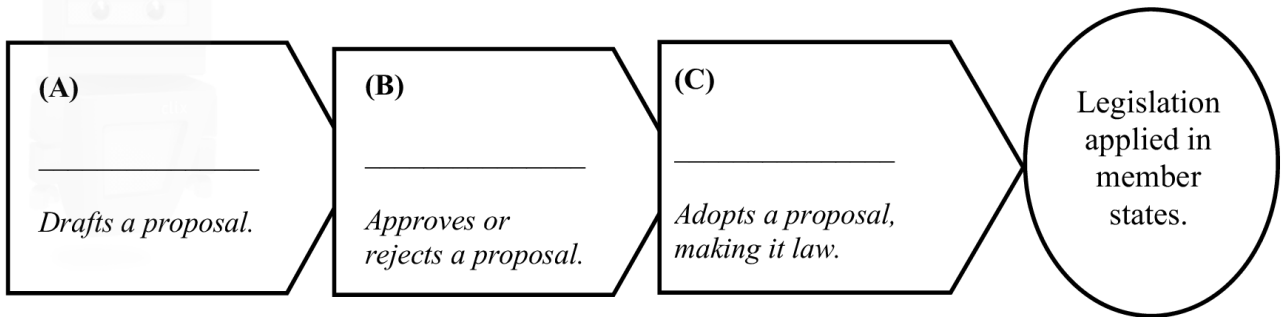 (A)
Drafts a proposal.
(B)
Approves or
rejects a proposal.
(C)
Adopts a proposal,
making it law.
Legislation
applied in
member
states.